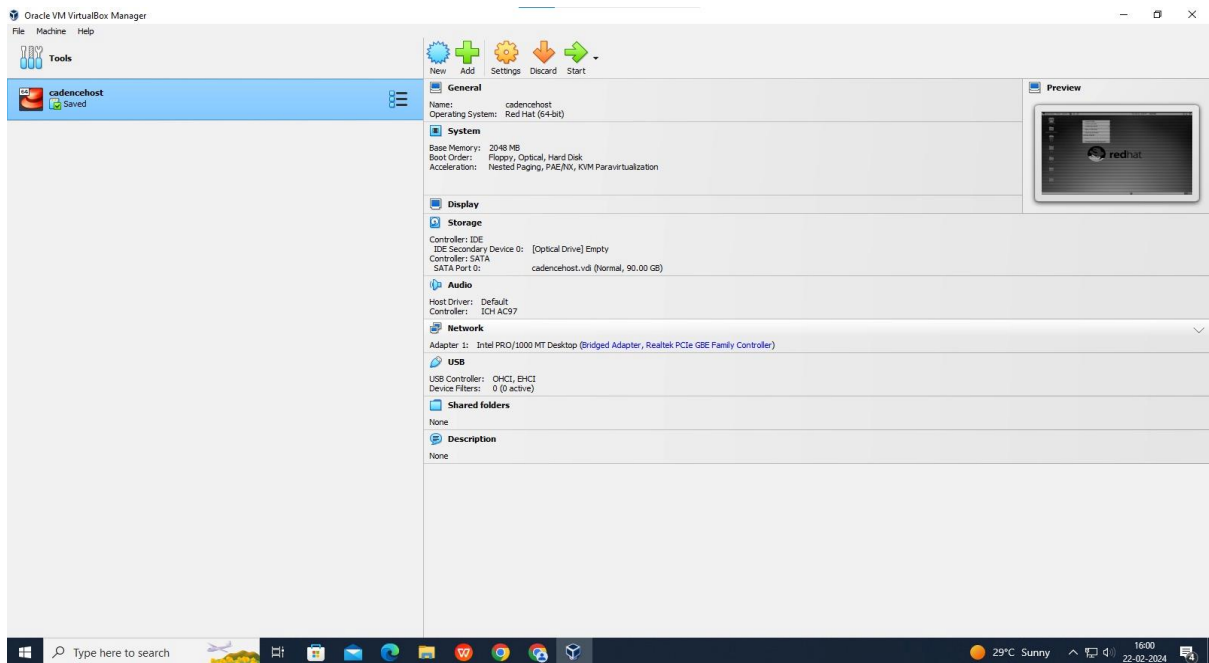 Oracle VM VirtualBox Manager
File Machine Help
Tools
New Add Settings Discard Start
64
cadencehost
Saved
General
Name: cadencehost
Operating System: Red Hat (64-bit)
Preview
redhat
System
Base Memory: 2048 MB
Boot Order: Floppy, Optical, Hard Disk
Acceleration: Nested Paging, PAE/NX, KVM Paravirtualization
Display
Storage
Controller: IDE
IDE Secondary Device 0: [Optical Drive] Empty
Controller: SATA
SATA Port 0: cadencehost.vdi (Normal, 90.00 GB)
Audio
Host Driver: Default
Controller: ICH AC97
Network
Adapter 1: Intel PRO/1000 MT Desktop (Bridged Adapter, Realtek PCIe GBE Family Controller)
USB
USB Controller: OHCI, EHCI
Device Filters: 0 (0 active)
Shared folders
None
Description
None
Type here to search
29°C Sunny
16:00
22-02-2024
4